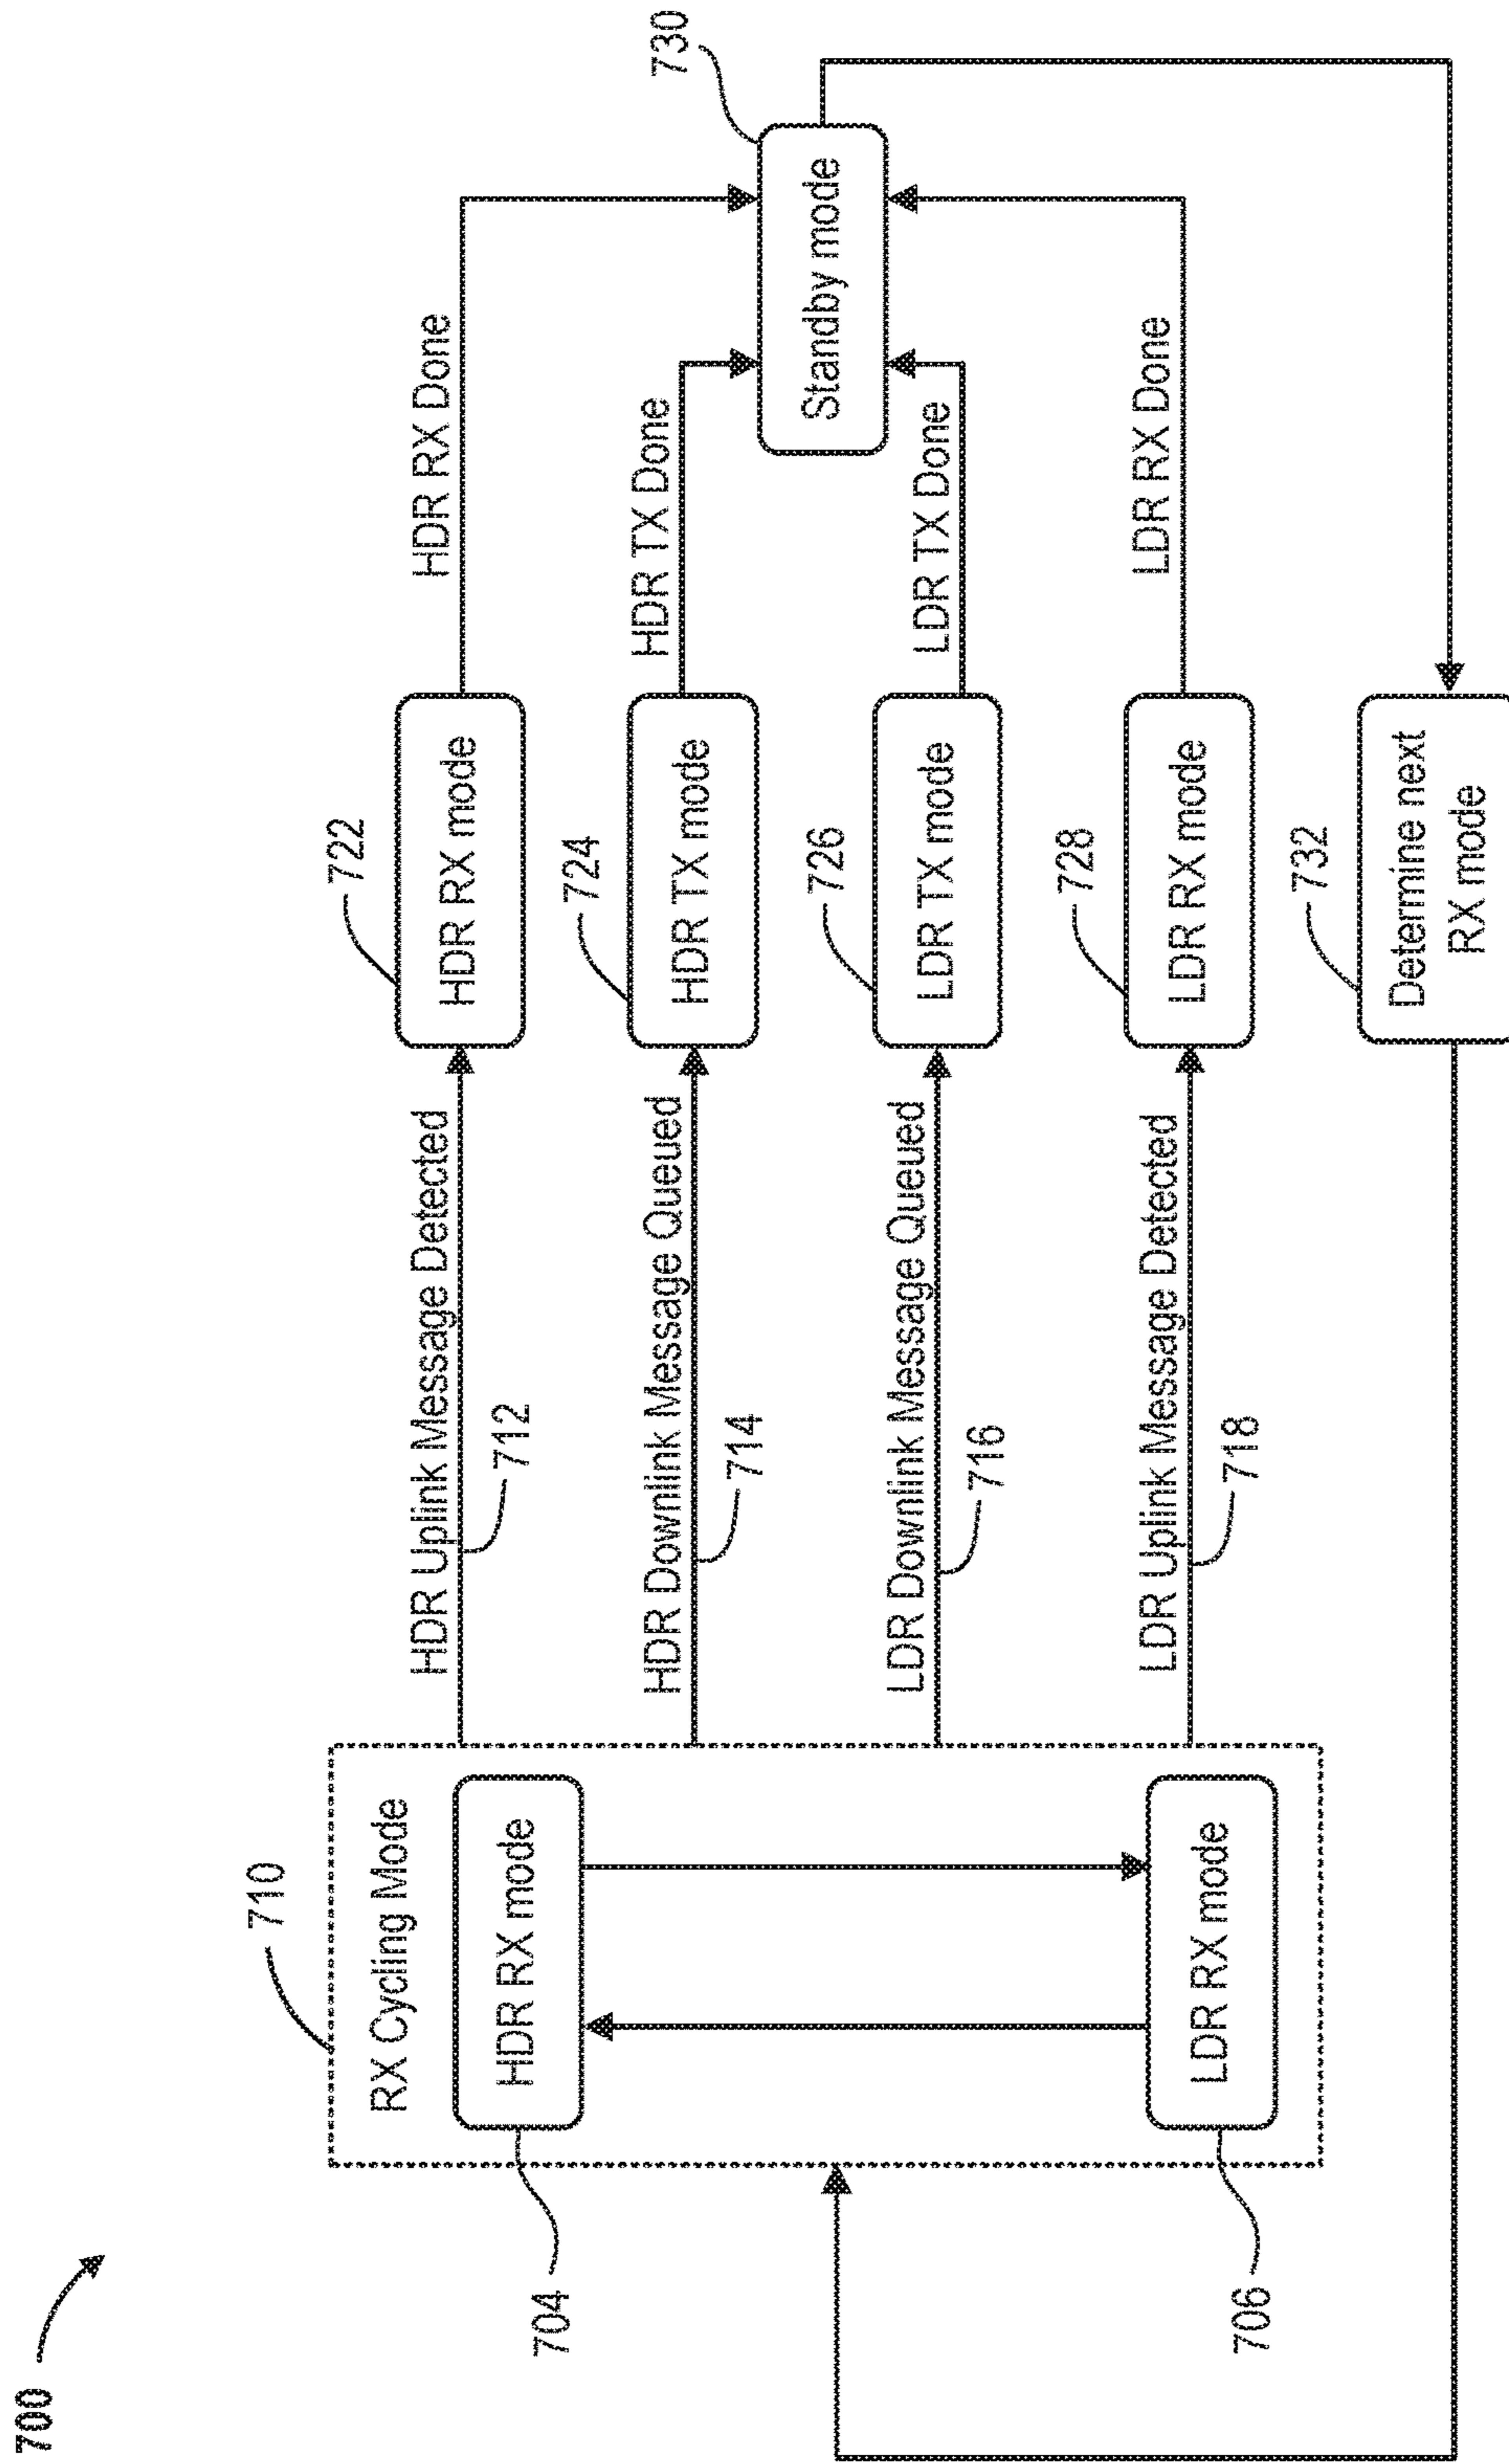 700
710
RX Cycling Mode
HDR RX mode
704
LDR RX mode
706
HDR Uplink Message Detected
712
HDR Downlink Message Queued
714
LDR Downlink Message Queued
716
LDR Uplink Message Detected
718
722
HDR RX mode
724
HDR TX mode
726
LDR TX mode
728
LDR RX mode
732
Determine next
RX mode
HDR RX Done
HDR TX Done
LDR TX Done
LDR RX Done
730
Standby mode